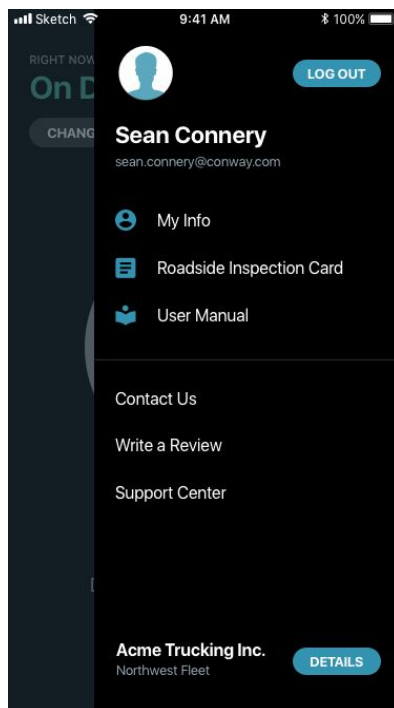 Sketch 9:41 AM 100%
RIGHT NOW
On D
CHANG
LOG OUT
Sean Connery
sean.connery@conway.com
My Info
Roadside Inspection Card
User Manual
Contact Us
Write a Review
Support Center
Acme Trucking Inc.
Northwest Fleet
DETAILS